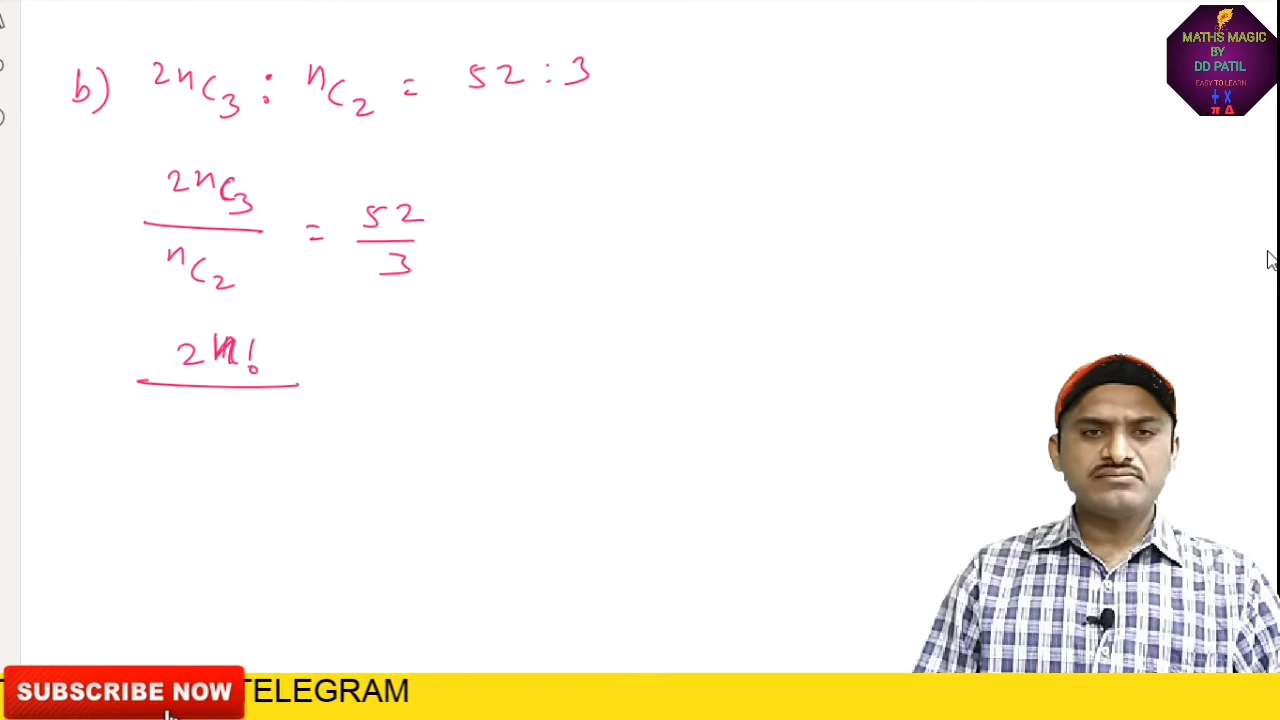 MATHS MAGIC
BY
DD PATIL
EASY TO LEARN
+ X
π Δ
b) 2nC3 : nC2 = 52 : 3
2nC3 / nC2 = 52 / 3
2n!
SUBSCRIBE NOW
TELEGRAM